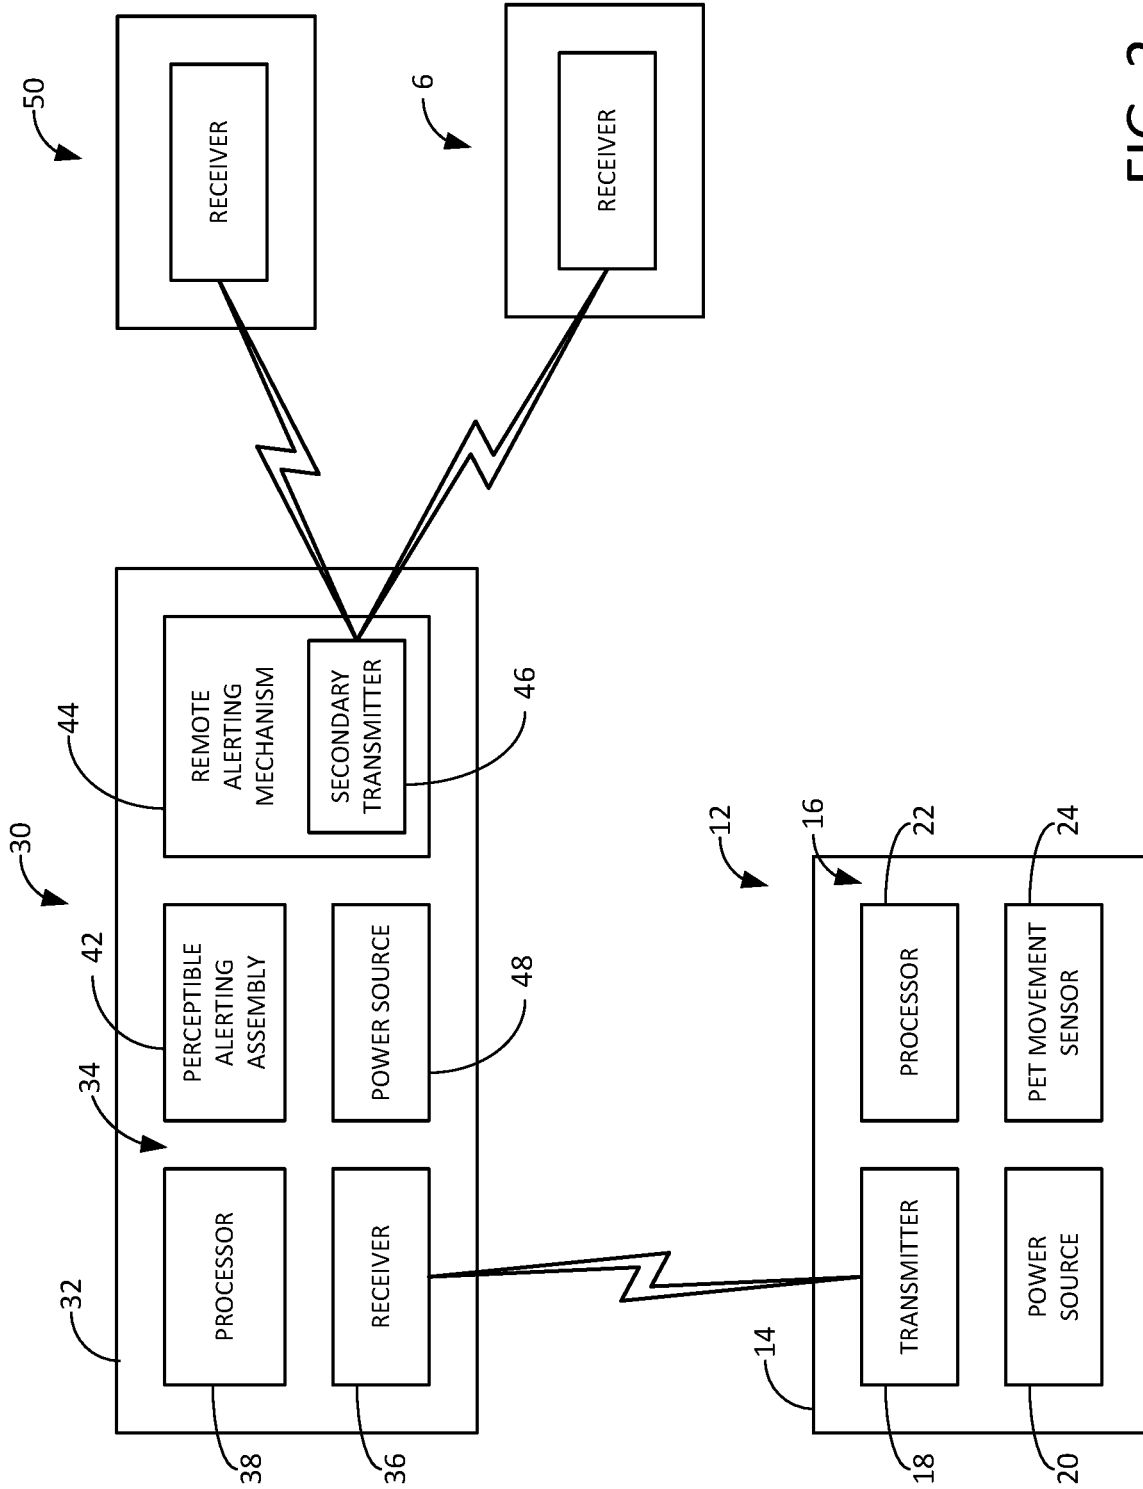 30
50
32
34
42
44
PROCESSOR
PERCEPTIBLE
ALERTING
ASSEMBLY
REMOTE
ALERTING
MECHANISM
RECEIVER
38
36
RECEIVER
POWER SOURCE
SECONDARY
TRANSMITTER
48
46
6
RECEIVER
12
14
16
TRANSMITTER
PROCESSOR
18
22
POWER
SOURCE
PET MOVEMENT
SENSOR
20
24
FIG